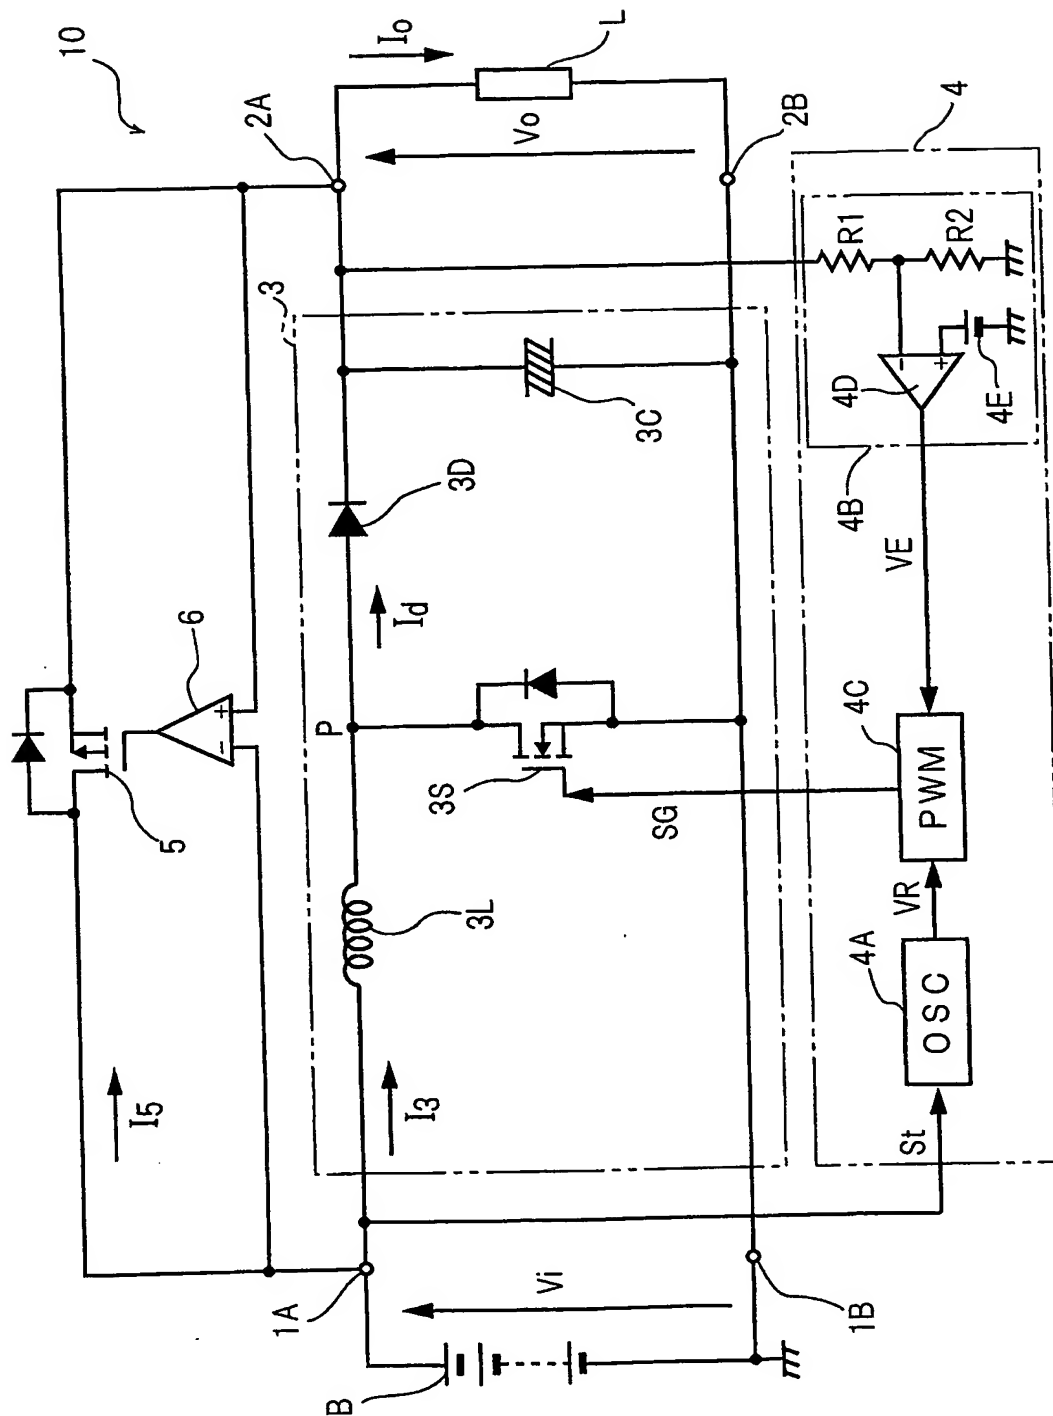 10
5
6
I5
1A
2A
Io
3
I3
3L
P
Id
3D
3C
3S
SG
Vi
Vo
L
B
1B
2B
4
St
4A
OSC
VR
4C
PWM
VE
4B
4D
-
+
4E
R1
R2
-
+